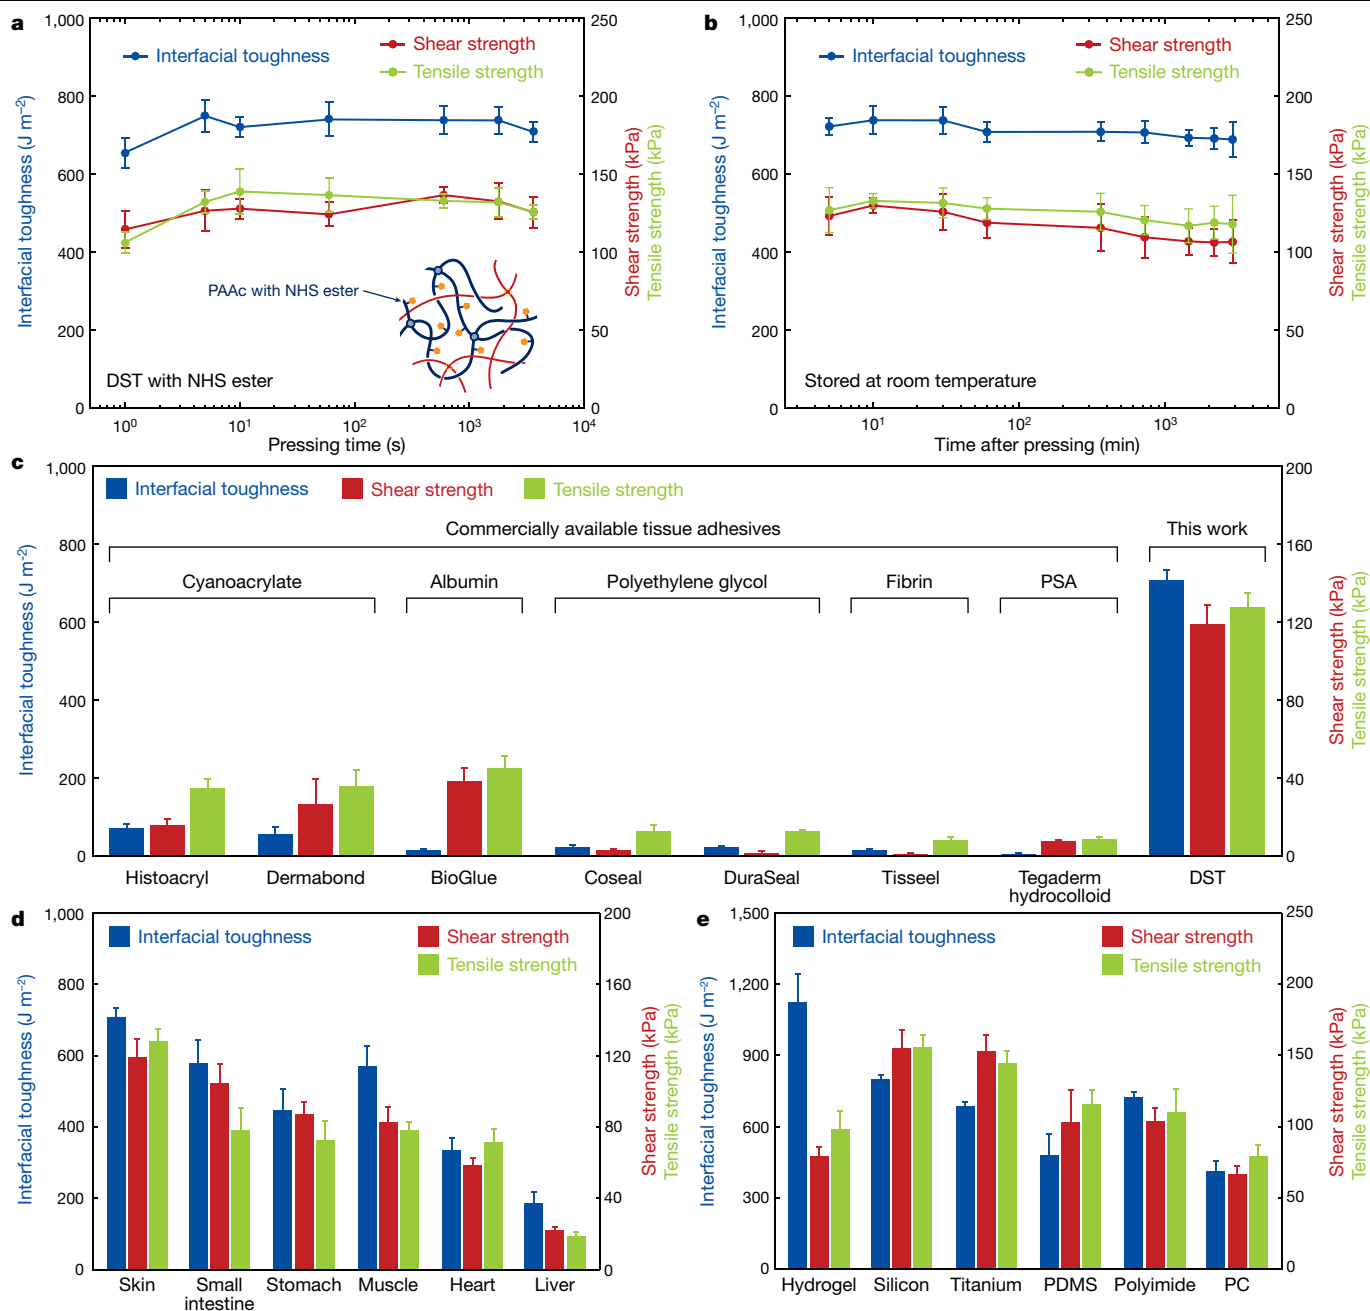 a
1,000
800
600
400
200
0
Interfacial toughness (J m⁻²)
Interfacial toughness
Shear strength
Tensile strength
250
200
150
100
50
0
Shear strength (kPa)
Tensile strength (kPa)
PAAc with NHS ester
DST with NHS ester
10⁰ 10¹ 10² 10³ 10⁴
Pressing time (s)
b
1,000
800
600
400
200
0
Interfacial toughness (J m⁻²)
Interfacial toughness
Shear strength
Tensile strength
250
200
150
100
50
0
Shear strength (kPa)
Tensile strength (kPa)
Stored at room temperature
10¹ 10² 10³
Time after pressing (min)
c
1,000
800
600
400
200
0
Interfacial toughness (J m⁻²)
Interfacial toughness Shear strength Tensile strength
Commercially available tissue adhesives This work
Cyanoacrylate Albumin Polyethylene glycol Fibrin PSA
200
160
120
80
40
0
Shear strength (kPa)
Tensile strength (kPa)
Histoacryl Dermabond BioGlue Coseal DuraSeal Tisseel Tegaderm DST
hydrocolloid
d
1,000
800
600
400
200
0
Interfacial toughness (J m⁻²)
Interfacial toughness
Shear strength
Tensile strength
200
160
120
80
40
0
Shear strength (kPa)
Tensile strength (kPa)
Skin Small Stomach Muscle Heart Liver
intestine
e
1,500
1,200
900
600
300
0
Interfacial toughness (J m⁻²)
Interfacial toughness
Shear strength
Tensile strength
250
200
150
100
50
0
Shear strength (kPa)
Tensile strength (kPa)
Hydrogel Silicon Titanium PDMS Polyimide PC